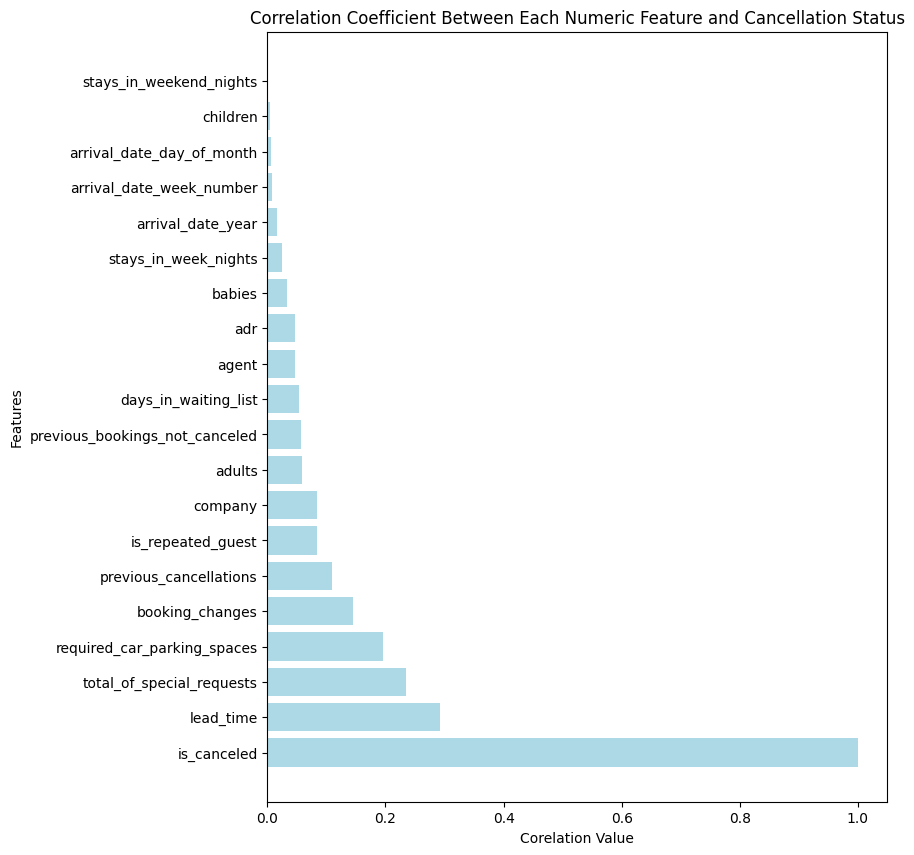 Correlation Coefficient Between Each Numeric Feature and Cancellation Status
stays_in_weekend_nights
children
arrival_date_day_of_month
arrival_date_week_number
arrival_date_year
stays_in_week_nights
babies
adr
agent
days_in_waiting_list
previous_bookings_not_canceled
adults
company
is_repeated_guest
previous_cancellations
booking_changes
required_car_parking_spaces
total_of_special_requests
lead_time
is_canceled
Features
0.0 0.2 0.4 0.6 0.8 1.0
Corelation Value